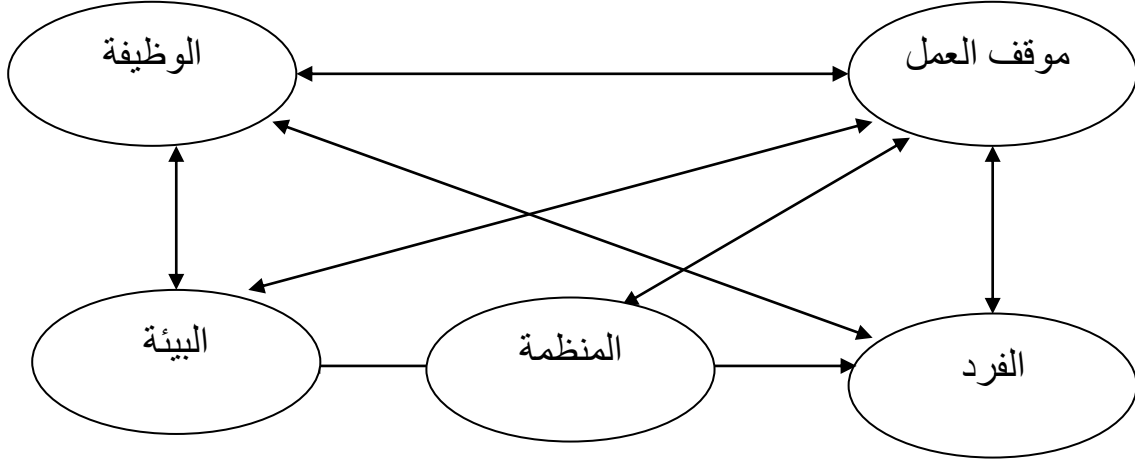 موقف العمل
الوظيفة
الفرد
المنظمة
البيئة